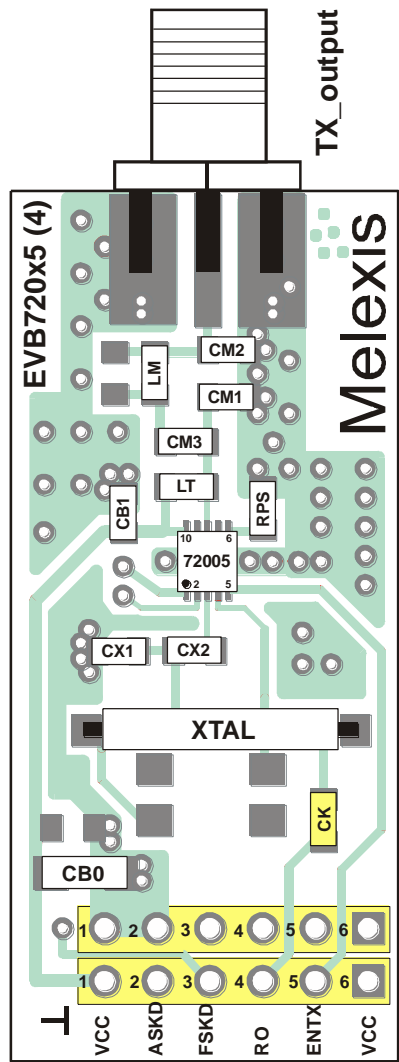 TX_output
EVB720x5 (4)
Melexis
CM2
LM
CM1
CM3
LT
CB1
RPS
10 6
72005
2 5
CX1
CX2
XTAL
CK
CB0
1 2 3 4 5 6
1 2 3 4 5 6
VCC
ASKD
FSKD
RO
ENTX
VCC